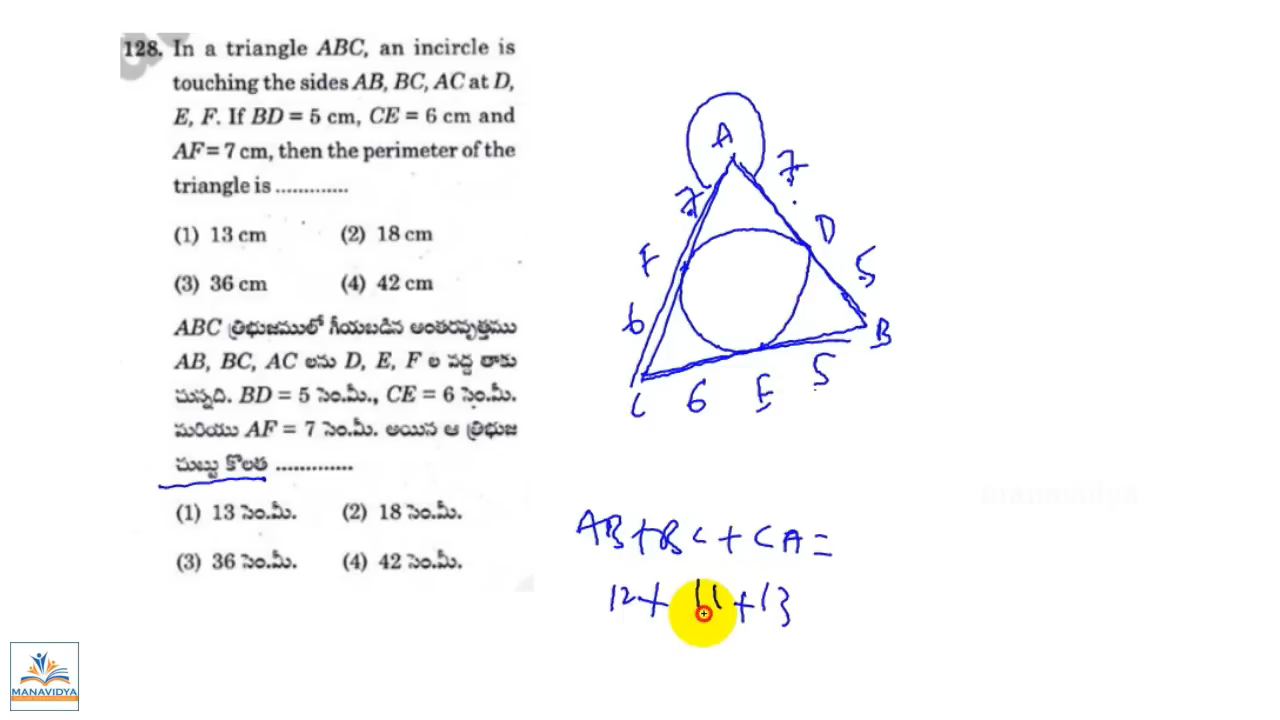 128. In a triangle ABC, an incircle is
touching the sides AB, BC, AC at D,
E, F. If BD = 5 cm, CE = 6 cm and
AF = 7 cm, then the perimeter of the
triangle is .............
(1) 13 cm (2) 18 cm
(3) 36 cm (4) 42 cm
ABC త్రిభుజములో గీయబడిన అంతరవృత్తము
AB, BC, AC లను D, E, F ల వద్ద తాకు
చున్నది. BD = 5 సెం.మీ., CE = 6 సెం.మీ.
మరియు AF = 7 సెం.మీ. అయిన ఆ త్రిభుజ
చుట్టు కొలత .............
(1) 13 సెం.మీ. (2) 18 సెం.మీ.
(3) 36 సెం.మీ. (4) 42 సెం.మీ.
A
7 7
D
F 5
6
B
C 6 E 5
AB + BC + CA =
12 + 11 + 13
manavidya
MANAVIDYA